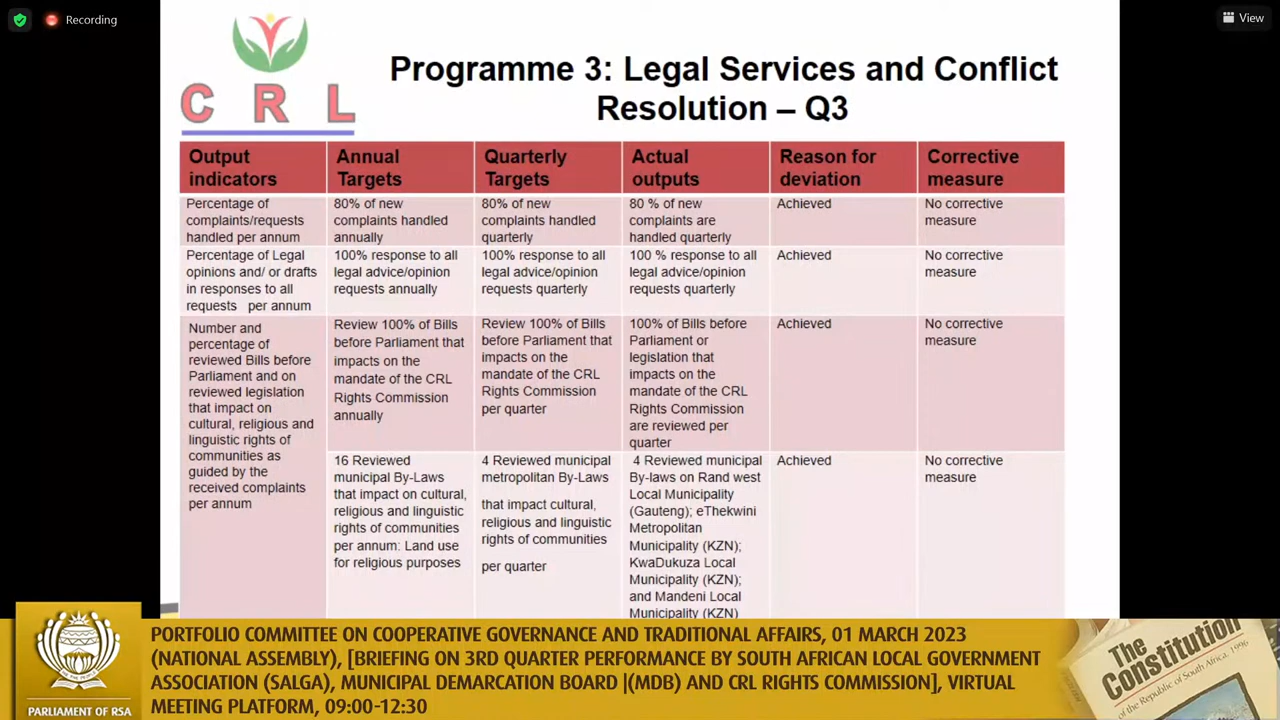 Recording
View
C R L
Programme 3: Legal Services and Conflict
Resolution – Q3
Output
indicators
Annual
Targets
Quarterly
Targets
Actual
outputs
Reason for
deviation
Corrective
measure
Percentage of
complaints/requests
handled per annum
80% of new
complaints handled
annually
80% of new
complaints handled
quarterly
80 % of new
complaints are
handled quarterly
Achieved
No corrective
measure
Percentage of Legal
opinions and/ or drafts
in responses to all
requests per annum
100% response to all
legal advice/opinion
requests annually
100% response to all
legal advice/opinion
requests quarterly
100 % response to all
legal advice/opinion
requests quarterly
Achieved
No corrective
measure
Number and
percentage of
reviewed Bills before
Parliament and on
reviewed legislation
that impact on
cultural, religious and
linguistic rights of
communities as
guided by the
received complaints
per annum
Review 100% of Bills
before Parliament that
impacts on the
mandate of the CRL
Rights Commission
annually
Review 100% of Bills
before Parliament that
impacts on the
mandate of the CRL
Rights Commission
per quarter
100% of Bills before
Parliament or
legislation that
impacts on the
mandate of the CRL
Rights Commission
are reviewed per
quarter
Achieved
No corrective
measure
16 Reviewed
municipal By-Laws
that impact on cultural,
religious and linguistic
rights of communities
per annum: Land use
for religious purposes
4 Reviewed municipal
metropolitan By-Laws
that impact cultural,
religious and linguistic
rights of communities
per quarter
4 Reviewed municipal
By-laws on Rand west
Local Municipality
(Gauteng); eThekwini
Metropolitan
Municipality (KZN);
KwaDukuza Local
Municipality (KZN);
and Mandeni Local
Municipality (KZN)
Achieved
No corrective
measure
PORTFOLIO COMMITTEE ON COOPERATIVE GOVERNANCE AND TRADITIONAL AFFAIRS, 01 MARCH 2023
(NATIONAL ASSEMBLY), [BRIEFING ON 3RD QUARTER PERFORMANCE BY SOUTH AFRICAN LOCAL GOVERNMENT
ASSOCIATION (SALGA), MUNICIPAL DEMARCATION BOARD |(MDB) AND CRL RIGHTS COMMISSION], VIRTUAL
MEETING PLATFORM, 09:00-12:30
PARLIAMENT OF RSA
The
Constitution
of the Republic of South Africa, 1996